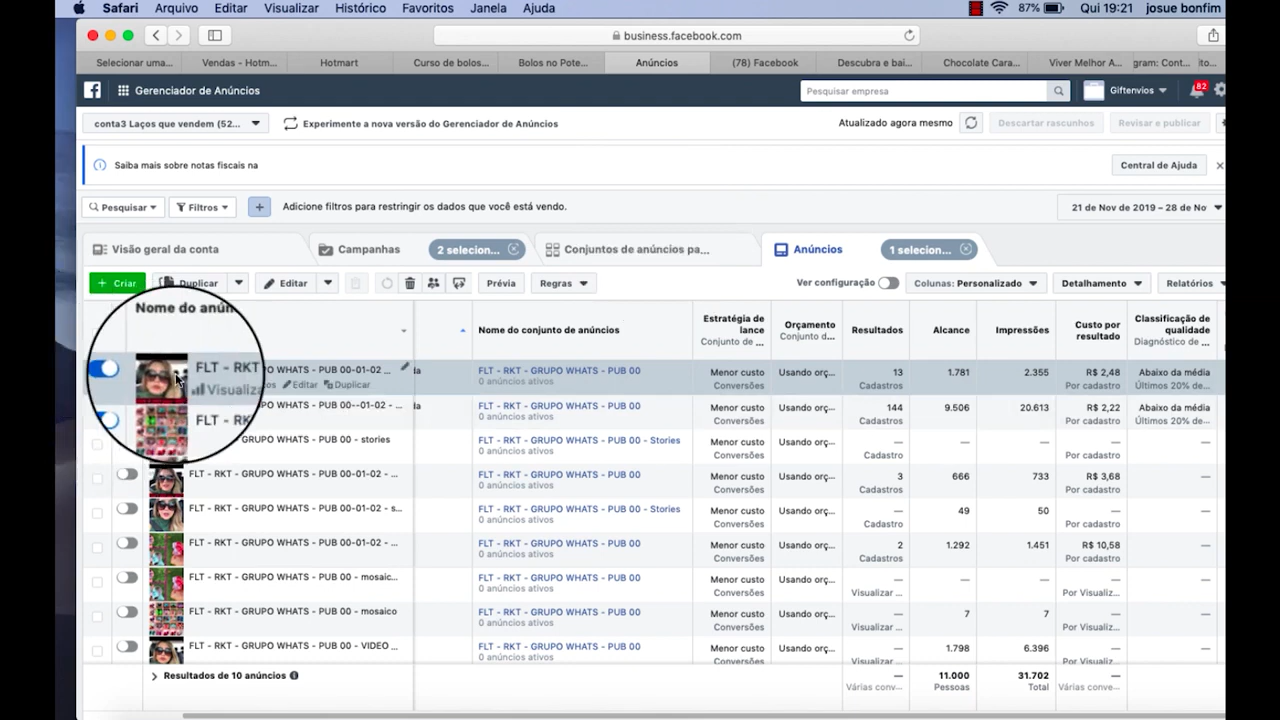 Safari Arquivo Editar Visualizar Histórico Favoritos Janela Ajuda 87% Qui 19:21 josue bonfim
business.facebook.com
Selecionar uma... Vendas - Hotm... Hotmart Curso de bolos... Bolos no Pote... Anúncios (78) Facebook Descubra e bai... Chocolate Cara... Viver Melhor A... gram: Cont... ito...
Gerenciador de Anúncios Pesquisar empresa Giftenvios 82
conta3 Laços que vendem (52... Experimente a nova versão do Gerenciador de Anúncios Atualizado agora mesmo Descartar rascunhos Revisar e publicar
Saiba mais sobre notas fiscais na Central de Ajuda
Pesquisar Filtros + Adicione filtros para restringir os dados que você está vendo. 21 de Nov de 2019 – 28 de No
Visão geral da conta Campanhas 2 selecion... Conjuntos de anúncios pa... Anúncios 1 selecion...
+ Criar Duplicar Editar Prévia Regras Ver configuração Colunas: Personalizado Detalhamento Relatórios
Nome do anún
Nome do conjunto de anúncios Estratégia de lance Conjunto de ... Orçamento Conjunto d... Resultados Alcance Impressões Custo por resultado Classificação de qualidade Diagnóstico de...
FLT - RKT - GRUPO WHATS - PUB 00-01-02 ... la FLT - RKT - GRUPO WHATS - PUB 00 Menor custo Usando orç... 13 1.781 2.355 R$ 2,48 Abaixo da média
Visualiza os Editar Duplicar 0 anúncios ativos Conversões Cadastros Por cadastro Últimos 20% de...
FLT - RK GRUPO WHATS - PUB 00--01-02 - ... la FLT - RKT - GRUPO WHATS - PUB 00 Menor custo Usando orç... 144 9.506 20.613 R$ 2,22 Abaixo da média
0 anúncios ativos Conversões Cadastros Por cadastro Últimos 20% de...
GRUPO WHATS - PUB 00 - stories FLT - RKT - GRUPO WHATS - PUB 00 - Stories Menor custo Usando orç... — — — — —
0 anúncios ativos Conversões Cadastro Por cadastro
FLT - RKT - GRUPO WHATS - PUB 00-01-02 - ... FLT - RKT - GRUPO WHATS - PUB 00 Menor custo Usando orç... 3 666 733 R$ 3,68 —
0 anúncios ativos Conversões Cadastros Por cadastro
FLT - RKT - GRUPO WHATS - PUB 00-01-02 - s... FLT - RKT - GRUPO WHATS - PUB 00 - Stories Menor custo Usando orç... — 49 50 — —
0 anúncios ativos Conversões Cadastro Por cadastro
FLT - RKT - GRUPO WHATS - PUB 00-01-02 - ... FLT - RKT - GRUPO WHATS - PUB 00 Menor custo Usando orç... 2 1.292 1.451 R$ 10,58 —
0 anúncios ativos Conversões Cadastros Por cadastro
FLT - RKT - GRUPO WHATS - PUB 00 - mosaic... FLT - RKT - GRUPO WHATS - PUB 00 Menor custo Usando orç... — — — — —
0 anúncios ativos Conversões Visualizar ... Por Visualiz...
FLT - RKT - GRUPO WHATS - PUB 00 - mosaico FLT - RKT - GRUPO WHATS - PUB 00 Menor custo Usando orç... — 7 7 — —
0 anúncios ativos Conversões Visualizar ... Por Visualiz...
FLT - RKT - GRUPO WHATS - PUB 00 - VIDEO ... FLT - RKT - GRUPO WHATS - PUB 00 Menor custo Usando orç... — 1.798 6.396 — —
0 anúncios ativos Conversões Visualizar ... Por Visualiz...
Resultados de 10 anúncios — 11.000 31.702 —
Várias conv... Pessoas Total Várias conve...